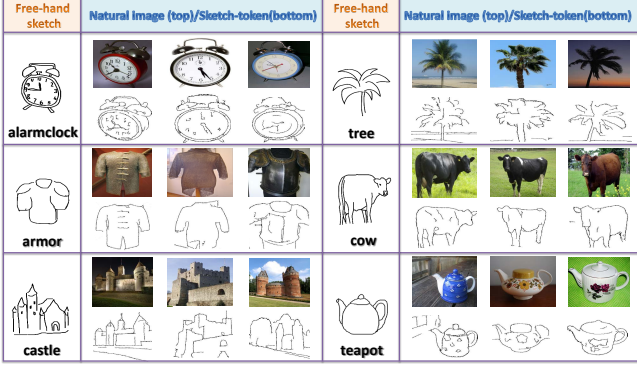 Free-hand
sketch
Natural image (top)/Sketch-token(bottom)
Free-hand
sketch
Natural image (top)/Sketch-token(bottom)
alarmclock
tree
armor
cow
castle
teapot